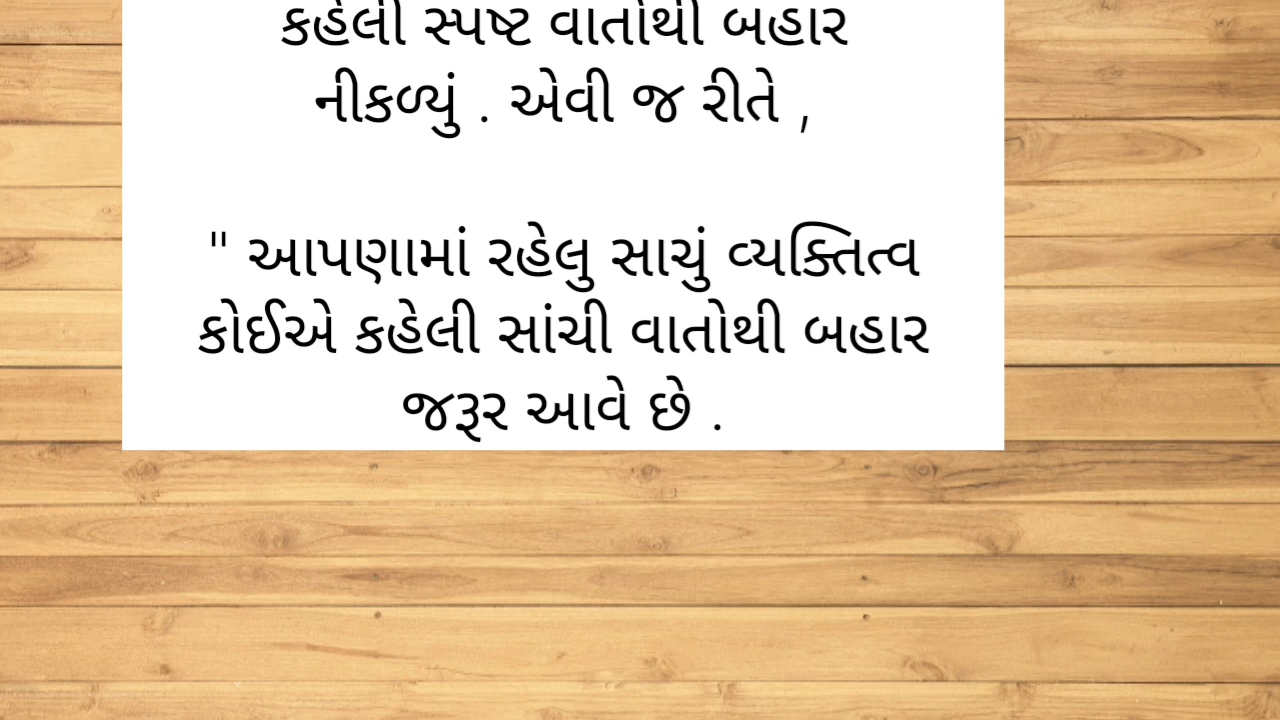 કહેલી સ્પષ્ટ વાતોથી બહાર
નીકળ્યું . એવી જ રીતે ,
" આપણામાં રહેલુ સાચું વ્યક્તિત્વ
કોઈએ કહેલી સાંચી વાતોથી બહાર
જરૂર આવે છે .